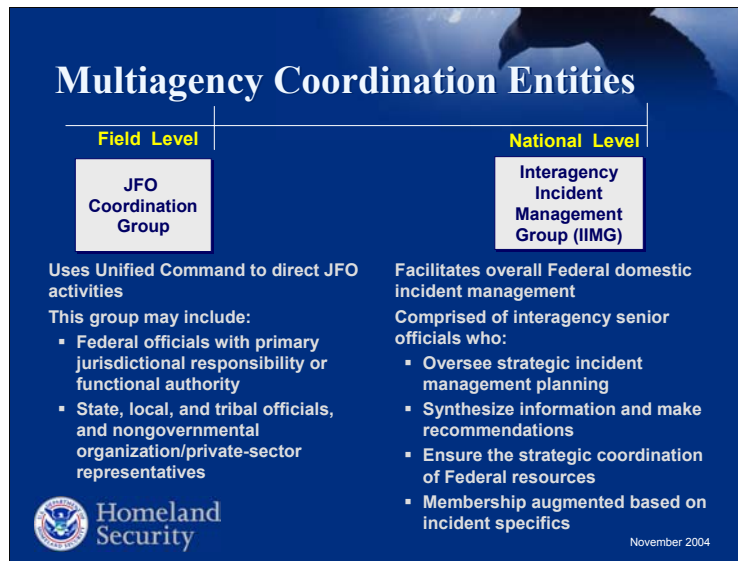 Multiagency Coordination Entities
Field Level
JFO
Coordination
Group
Uses Unified Command to direct JFO
activities
This group may include:
▪ Federal officials with primary
jurisdictional responsibility or
functional authority
▪ State, local, and tribal officials,
and nongovernmental
organization/private-sector
representatives
National Level
Interagency
Incident
Management
Group (IIMG)
Facilitates overall Federal domestic
incident management
Comprised of interagency senior
officials who:
▪ Oversee strategic incident
management planning
▪ Synthesize information and make
recommendations
▪ Ensure the strategic coordination
of Federal resources
▪ Membership augmented based on
incident specifics
Homeland
Security
November 2004